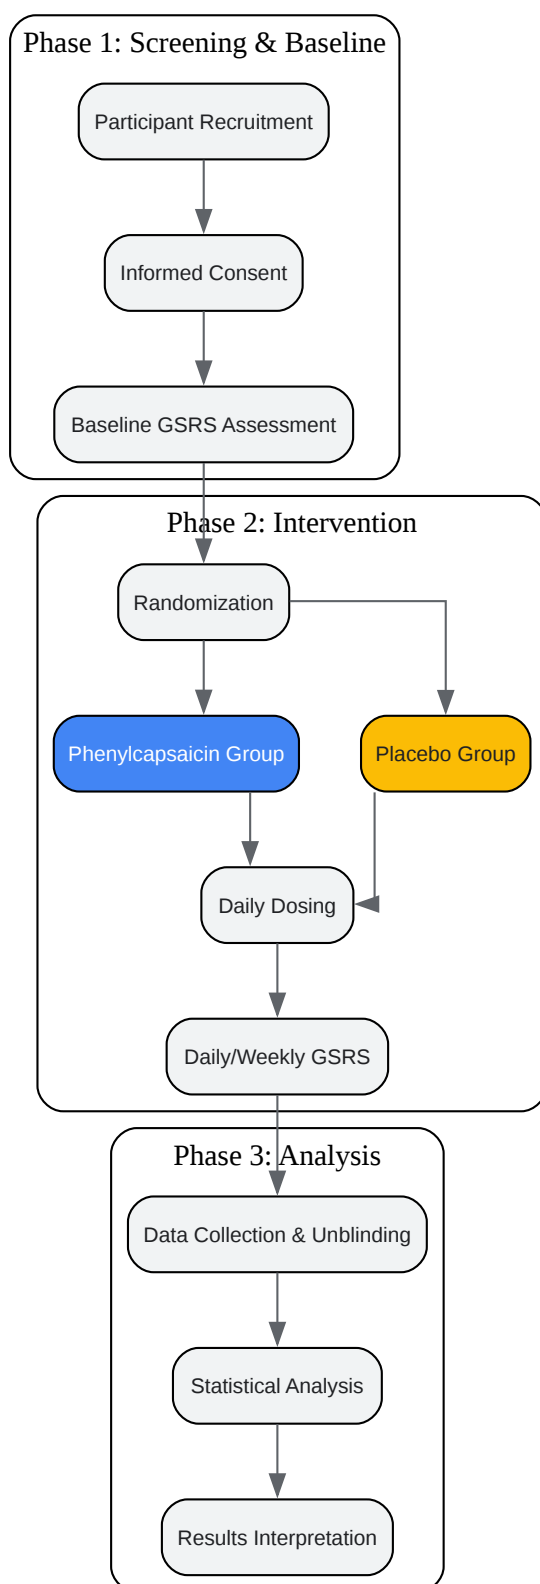 Phase 1: Screening & Baseline
Participant Recruitment
Informed Consent
Baseline GSRS Assessment
Phase 2: Intervention
Randomization
Phenylcapsaicin Group
Placebo Group
Daily Dosing
Daily/Weekly GSRS
Phase 3: Analysis
Data Collection & Unblinding
Statistical Analysis
Results Interpretation